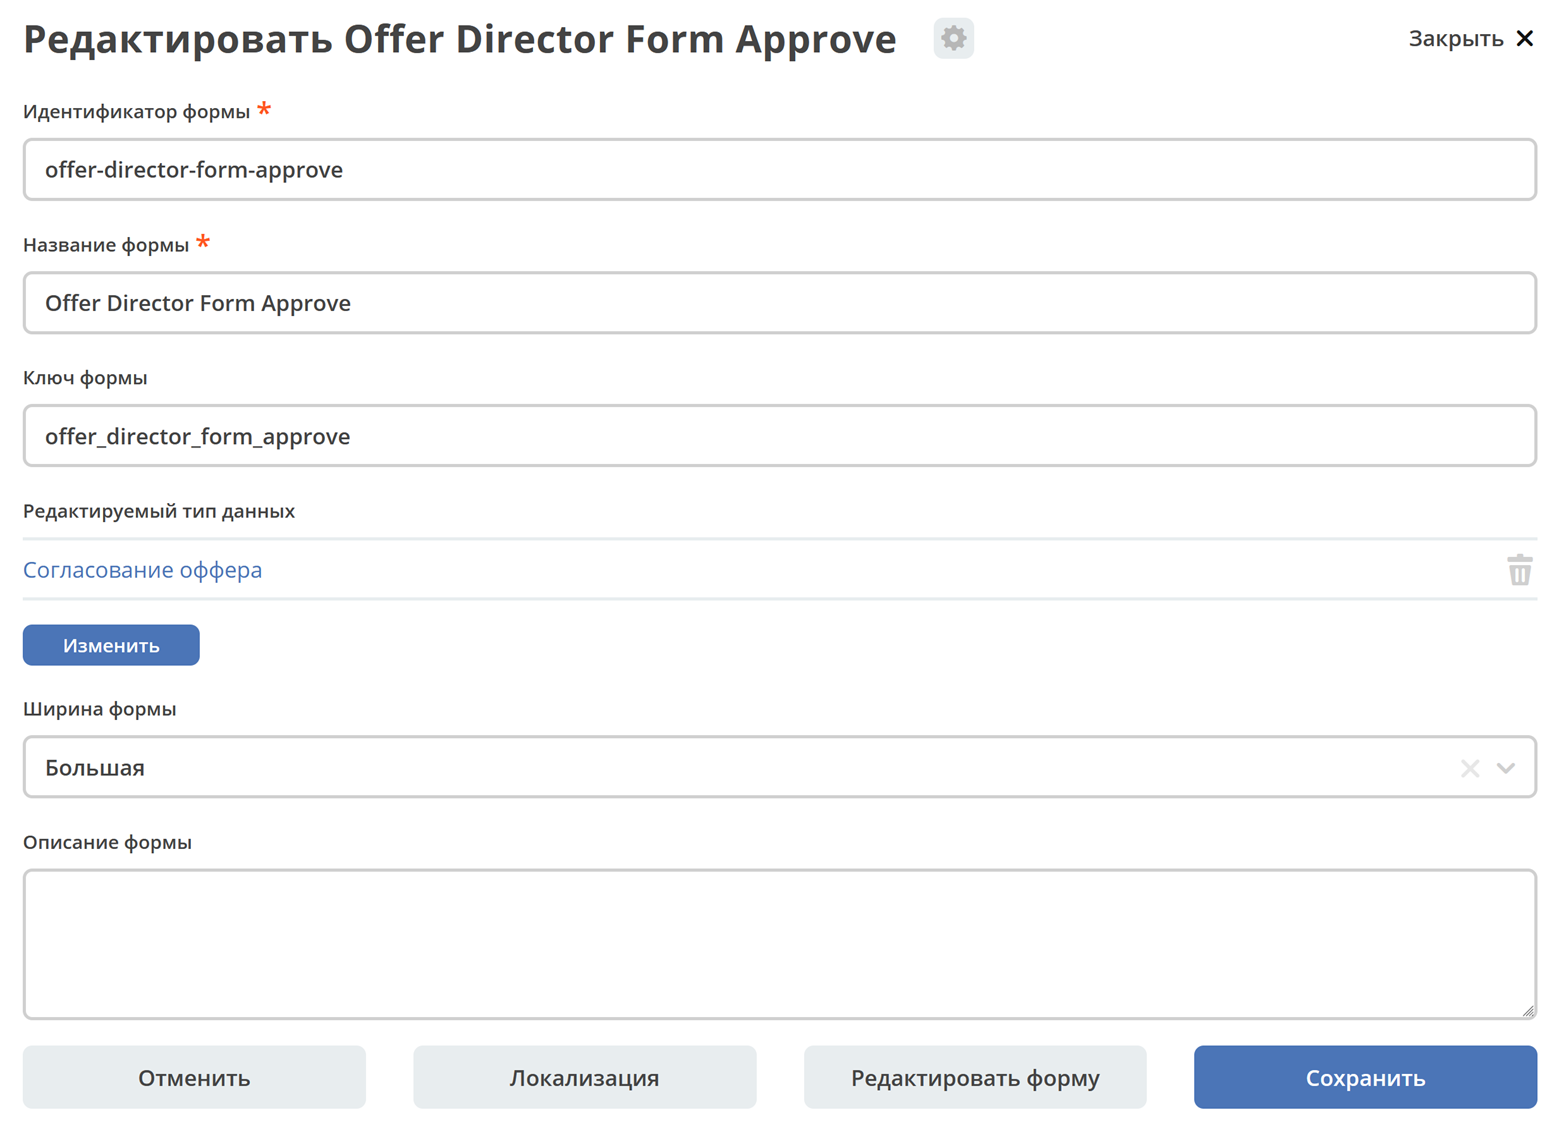 Редактировать Offer Director Form Approve
Закрыть
Идентификатор формы *
offer-director-form-approve
Название формы *
Offer Director Form Approve
Ключ формы
offer_director_form_approve
Редактируемый тип данных
Согласование оффера
Изменить
Ширина формы
Большая
Описание формы
Отменить
Локализация
Редактировать форму
Сохранить